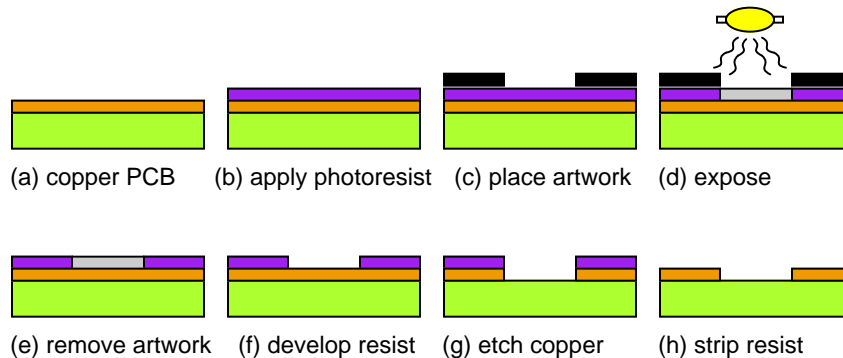 (a) copper PCB
(b) apply photoresist
(c) place artwork
(d) expose
(e) remove artwork
(f) develop resist
(g) etch copper
(h) strip resist